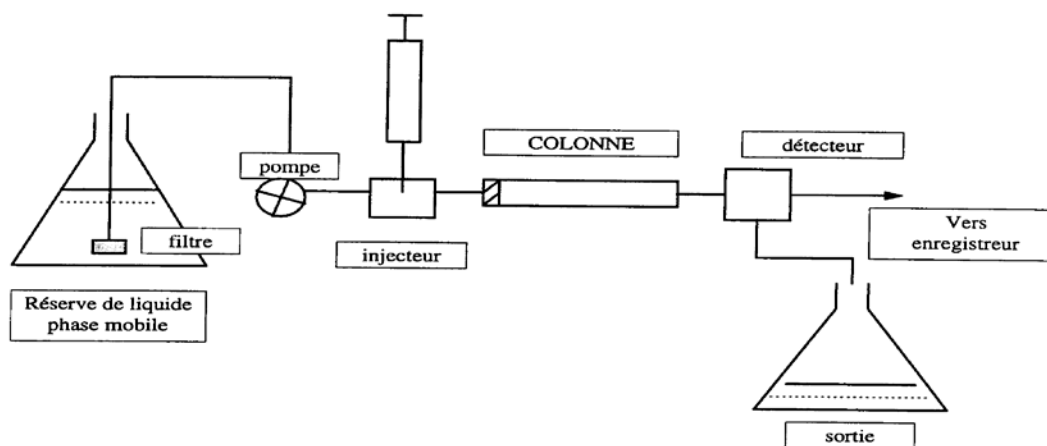 COLONNE
détecteur
pompe
filtre
injecteur
Vers
enregistreur
Réserve de liquide
phase mobile
sortie